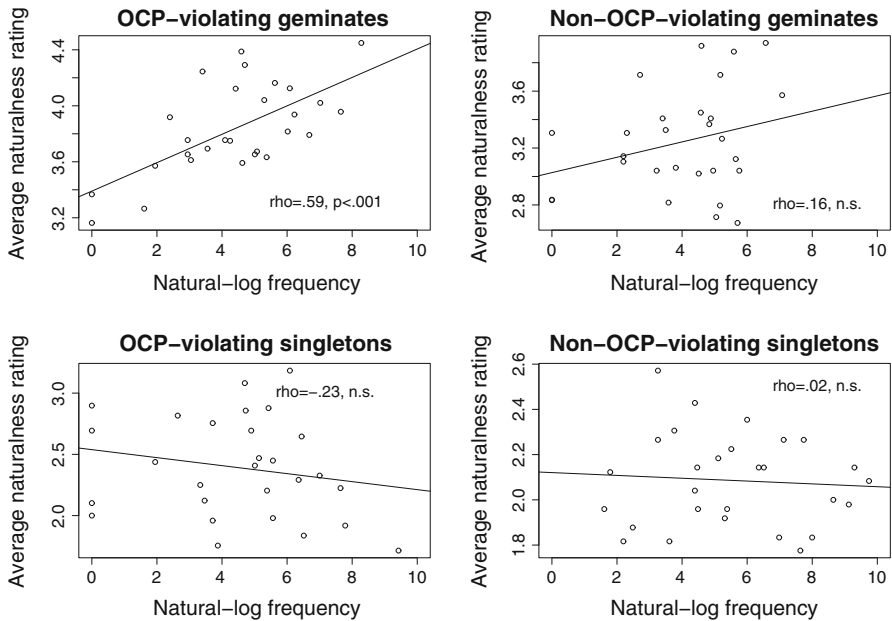 OCP−violating geminates
Average naturalness rating
4.4
4.0
3.6
3.2
rho=.59, p<.001
0 2 4 6 8 10
Natural−log frequency
Non−OCP−violating geminates
Average naturalness rating
3.6
3.2
2.8
rho=.16, n.s.
0 2 4 6 8 10
Natural−log frequency
OCP−violating singletons
Average naturalness rating
3.0
2.5
2.0
rho=−.23, n.s.
0 2 4 6 8 10
Natural−log frequency
Non−OCP−violating singletons
Average naturalness rating
2.6
2.4
2.2
2.0
1.8
rho=.02, n.s.
0 2 4 6 8 10
Natural−log frequency